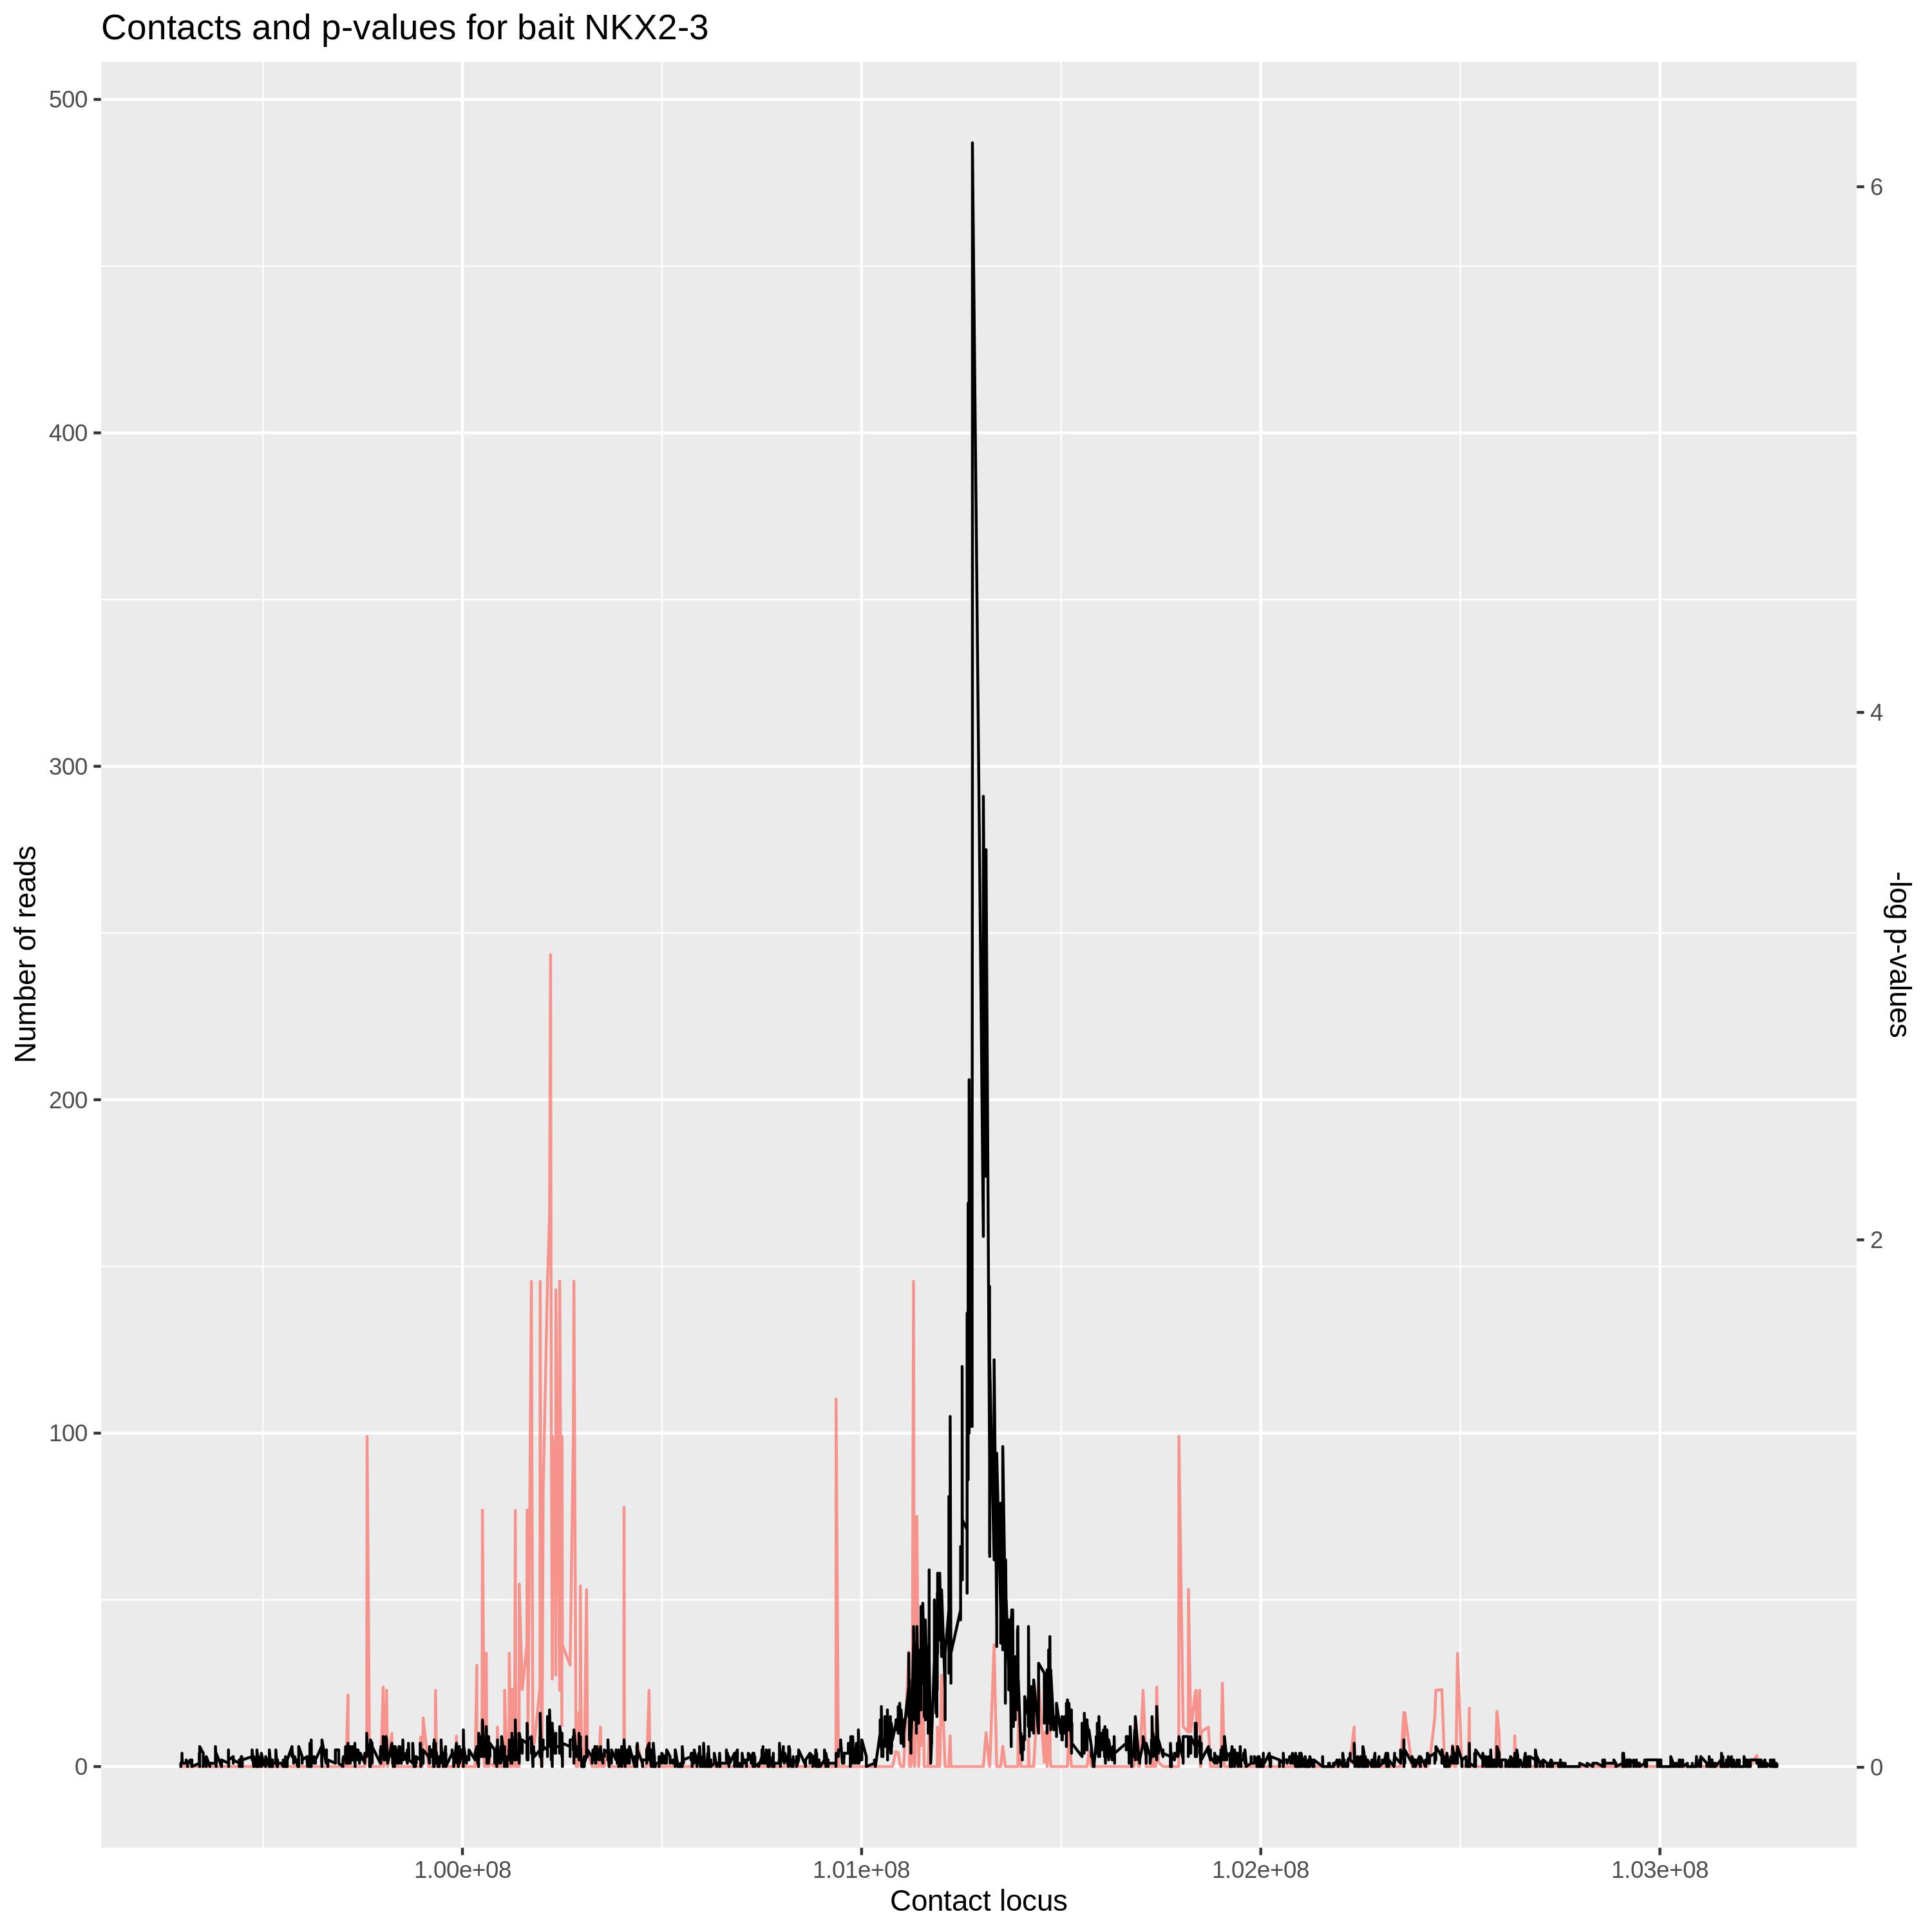 Contacts and p-values for bait NKX2-3
500
400
300
200
100
0
Number of reads
6
4
2
0
-log p-values
1.00e+08
1.01e+08
1.02e+08
1.03e+08
Contact locus